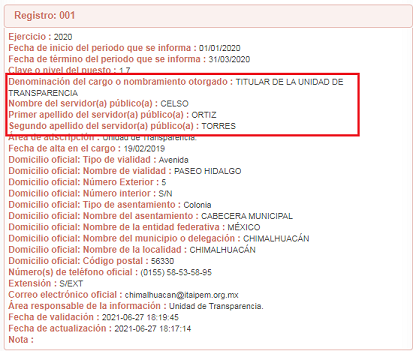 Registro: 001
Ejercicio : 2020
Fecha de inicio del periodo que se informa : 01/01/2020
Fecha de término del periodo que se informa : 31/03/2020
Clave o nivel del puesto : 1.7
Denominación del cargo o nombramiento otorgado : TITULAR DE LA UNIDAD DE
TRANSPARENCIA
Nombre del servidor(a) público(a) : CELSO
Primer apellido del servidor(a) público(a) : ORTIZ
Segundo apellido del servidor(a) público(a) : TORRES
Área de adscripción : Unidad de Transparencia.
Fecha de alta en el cargo : 19/02/2019
Domicilio oficial: Tipo de vialidad : Avenida
Domicilio oficial: Nombre de vialidad : PASEO HIDALGO
Domicilio oficial: Número Exterior : 5
Domicilio oficial: Número interior : S/N
Domicilio oficial: Tipo de asentamiento : Colonia
Domicilio oficial: Nombre del asentamiento : CABECERA MUNICIPAL
Domicilio oficial: Nombre de la entidad federativa : MÉXICO
Domicilio oficial: Nombre del municipio o delegación : CHIMALHUACÁN
Domicilio oficial: Nombre de la localidad : CHIMALHUACÁN
Domicilio oficial: Código postal : 56330
Número(s) de teléfono oficial : (0155) 58-53-58-95
Extensión : S/EXT
Correo electrónico oficial : chimalhuacan@itaipem.org.mx
Área responsable de la información : Unidad de Transparencia.
Fecha de validación : 2021-06-27 18:19:45
Fecha de actualización : 2021-06-27 18:17:14
Nota :